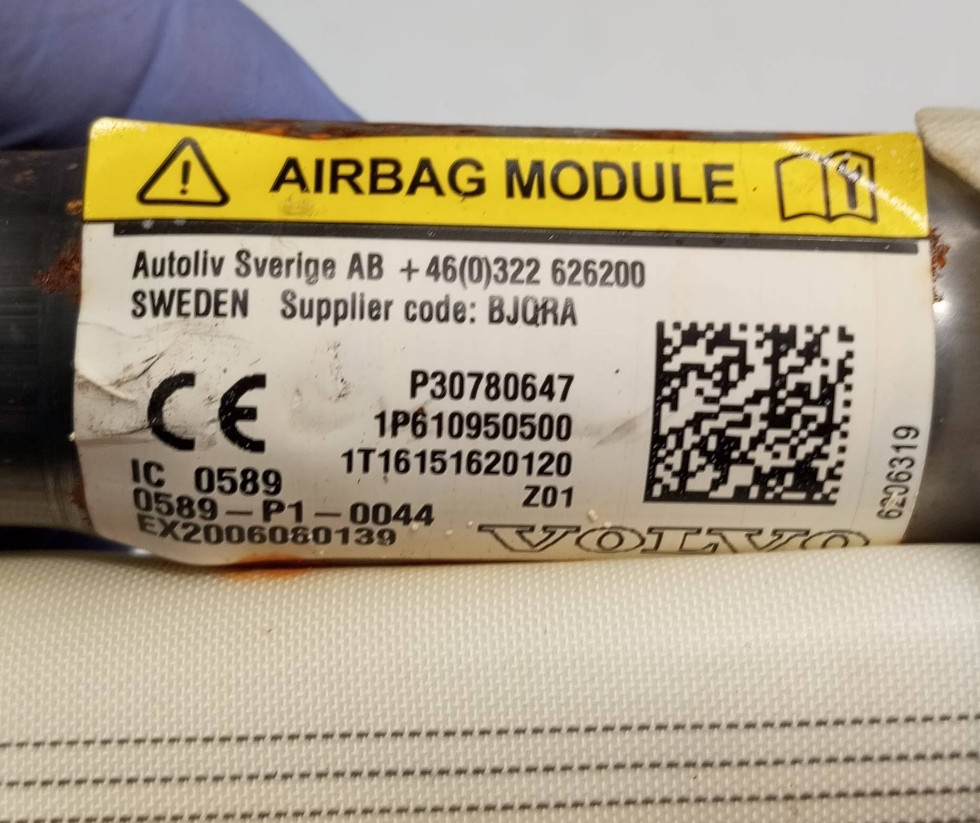 AIRBAG MODULE
Autoliv Sverige AB +46(0)322 626200
SWEDEN Supplier code: BJQRA
P30780647
1P610950500
1T16151620120
Z01
CE
IC 0589
0589-P1-0044
EX2006080139
VOLVO
6206319